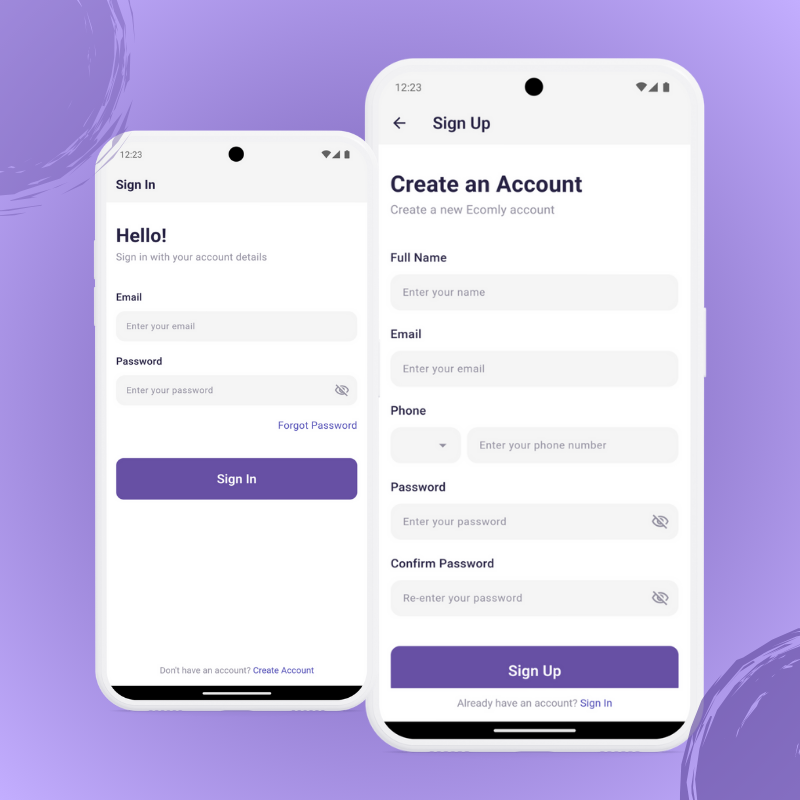 12:23
Sign In
Hello!
Sign in with your account details
Email
Enter your email
Password
Enter your password
Forgot Password
Sign In
Don't have an account? Create Account
12:23
Sign Up
Create an Account
Create a new Ecomly account
Full Name
Enter your name
Email
Enter your email
Phone
Enter your phone number
Password
Enter your password
Confirm Password
Re-enter your password
Sign Up
Already have an account? Sign In